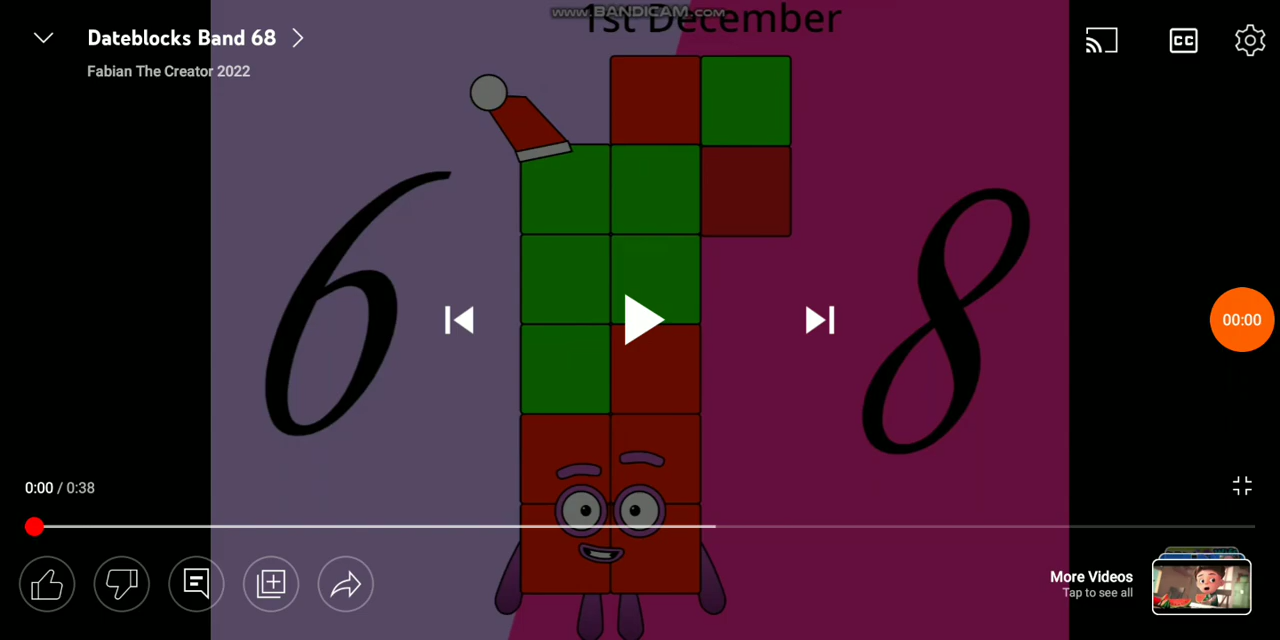 www.BANDICAM.com
1st December
Dateblocks Band 68
Fabian The Creator 2022
CC
6
8
00:00
0:00 / 0:38
More Videos
Tap to see all